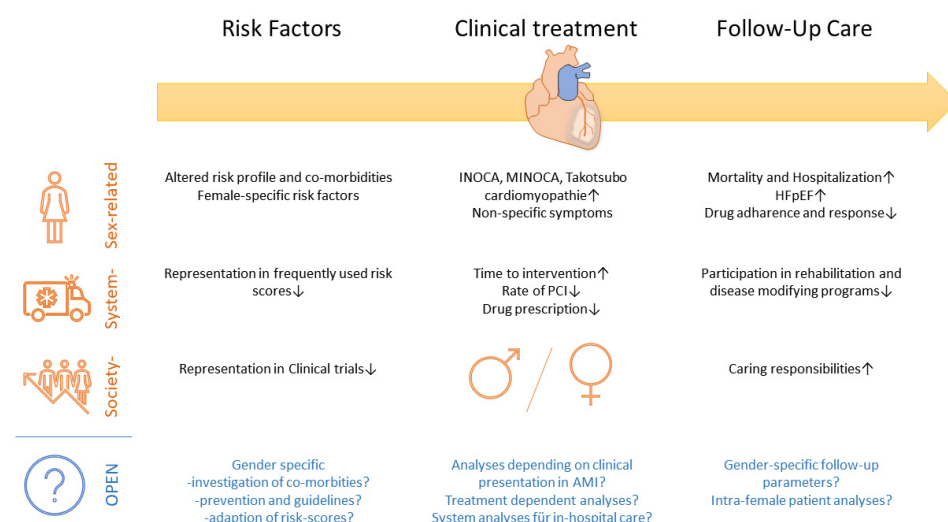 Risk Factors
Clinical treatment
Follow-Up Care
Sex-related
Altered risk profile and co-morbidities
Female-specific risk factors
INOCA, MINOCA, Takotsubo
cardiomyopathie↑
Non-specific symptoms
Mortality and Hospitalization↑
HFpEF↑
Drug adherence and response↓
System-
Representation in frequently used risk
scores↓
Time to intervention↑
Rate of PCI↓
Drug prescription↓
Participation in rehabilitation and
disease modifying programs↓
Society-
Representation in Clinical trials↓
Caring responsibilities↑
?
OPEN
Gender specific
-investigation of co-morbities?
-prevention and guidelines?
-adaption of risk-scores?
Analyses depending on clinical
presentation in AMI?
Treatment dependent analyses?
System analyses für in-hospital care?
Gender-specific follow-up
parameters?
Intra-female patient analyses?